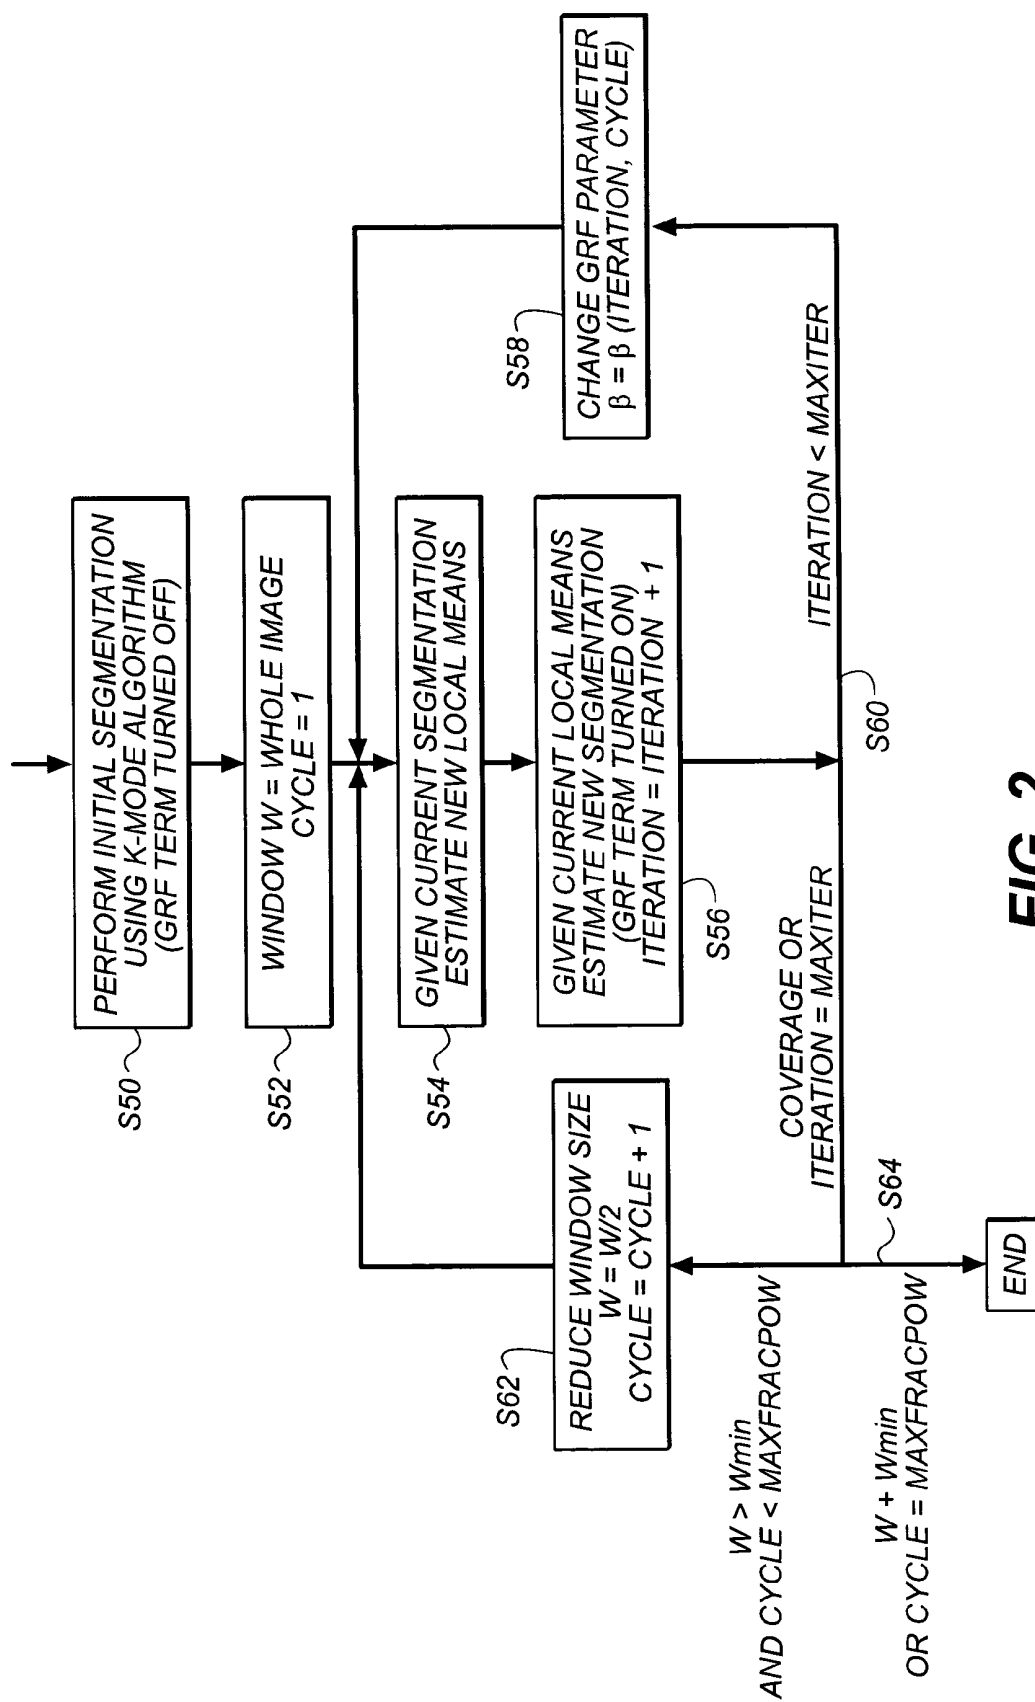 PERFORM INITIAL SEGMENTATION
USING K-MODE ALGORITHM
(GRF TERM TURNED OFF)
S50
WINDOW W = WHOLE IMAGE
CYCLE = 1
S52
GIVEN CURRENT SEGMENTATION
ESTIMATE NEW LOCAL MEANS
S54
GIVEN CURRENT LOCAL MEANS
ESTIMATE NEW SEGMENTATION
(GRF TERM TURNED ON)
ITERATION = ITERATION + 1
S56
CHANGE GRF PARAMETER
β = β (ITERATION, CYCLE)
S58
ITERATION < MAXITER
S60
COVERAGE OR
ITERATION = MAXITER
REDUCE WINDOW SIZE
W = W/2
CYCLE = CYCLE + 1
S62
W > Wmin
AND CYCLE < MAXFRACPOW
W + Wmin
OR CYCLE = MAXFRACPOW
S64
END
FIG. 2